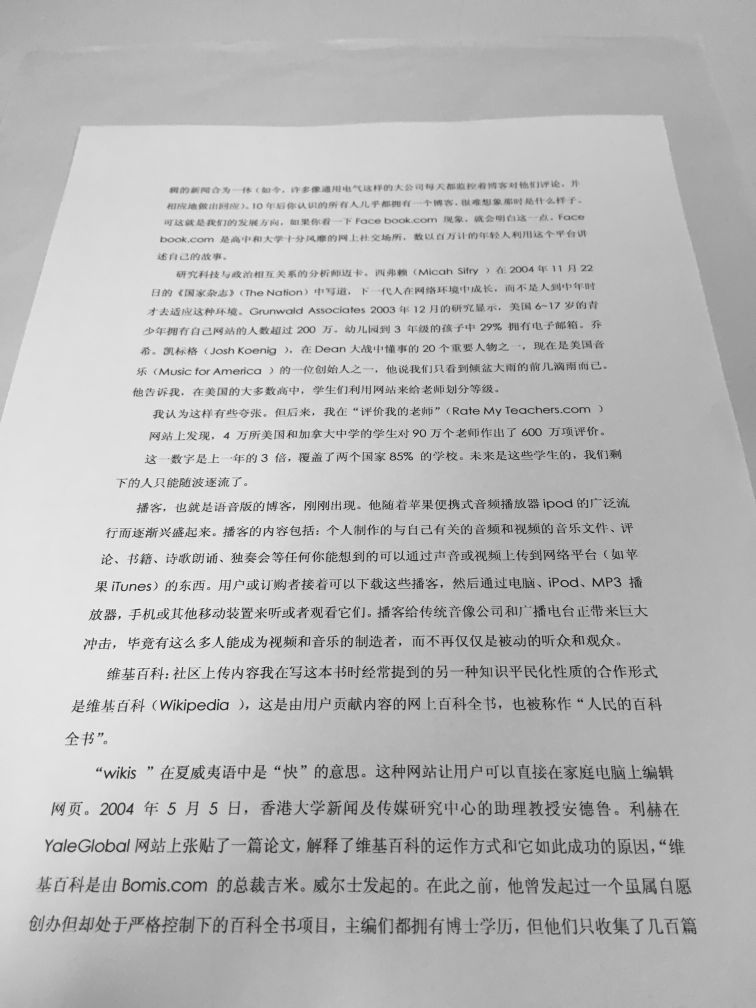 辑的新闻合为一体（如今，许多像通用电气这样的大公司每天都监控着博客对他们评论，并
相应地做出回应）。10 年后你认识的所有人几乎都拥有一个博客。很难想象那时是什么样子。
可这就是我们的发展方向，如果你看一下 Face book.com 现象，就会明白这一点。Face
book.com 是高中和大学十分风靡的网上社交场所，数以百万计的年轻人利用这个平台讲
述自己的故事。
研究科技与政治相互关系的分析师迈卡。西弗赖（Micah Sifry ）在 2004 年 11 月 22
日的《国家杂志》（The Nation）中写道，下一代人在网络环境中成长，而不是人到中年时
才去适应这种环境。Grunwald Associates 2003 年 12 月的研究显示，美国 6~17 岁的青
少年拥有自己网站的人数超过 200 万。幼儿园到 3 年级的孩子中 29% 拥有电子邮箱。乔
希。凯标格（Josh Koenig ），在 Dean 大战中懂事的 20 个重要人物之一，现在是美国音
乐（Music for America ）的一位创始人之一，他说我们只看到倾盆大雨的前几滴雨而已。
他告诉我，在美国的大多数高中，学生们利用网站来给老师划分等级。
我认为这样有些夸张。但后来，我在“评价我的老师”（Rate My Teachers.com ）
网站上发现，4 万所美国和加拿大中学的学生对 90 万个老师作出了 600 万项评价。
这一数字是上一年的 3 倍，覆盖了两个国家 85% 的学校。未来是这些学生的，我们剩
下的人只能随波逐流了。
播客，也就是语音版的博客，刚刚出现。他随着苹果便携式音频播放器 ipod 的广泛流
行而逐渐兴盛起来。播客的内容包括：个人制作的与自己有关的音频和视频的音乐文件、评
论、书籍、诗歌朗诵、独奏会等任何你能想到的可以通过声音或视频上传到网络平台（如苹
果 iTunes）的东西。用户或订购者接着可以下载这些播客，然后通过电脑、iPod、MP3 播
放器，手机或其他移动装置来听或者观看它们。播客给传统音像公司和广播电台正带来巨大
冲击，毕竟有这么多人能成为视频和音乐的制造者，而不再仅仅是被动的听众和观众。
维基百科：社区上传内容我在写这本书时经常提到的另一种知识平民化性质的合作形式
是维基百科（Wikipedia ），这是由用户贡献内容的网上百科全书，也被称作“人民的百科
全书”。
“wikis ”在夏威夷语中是“快”的意思。这种网站让用户可以直接在家庭电脑上编辑
网页。2004 年 5 月 5 日，香港大学新闻及传媒研究中心的助理教授安德鲁。利赫在
YaleGlobal 网站上张贴了一篇论文，解释了维基百科的运作方式和它如此成功的原因，“维
基百科是由 Bomis.com 的总裁吉米。威尔士发起的。在此之前，他曾发起过一个虽属自愿
创办但却处于严格控制下的百科全书项目，主编们都拥有博士学历，但他们只收集了几百篇